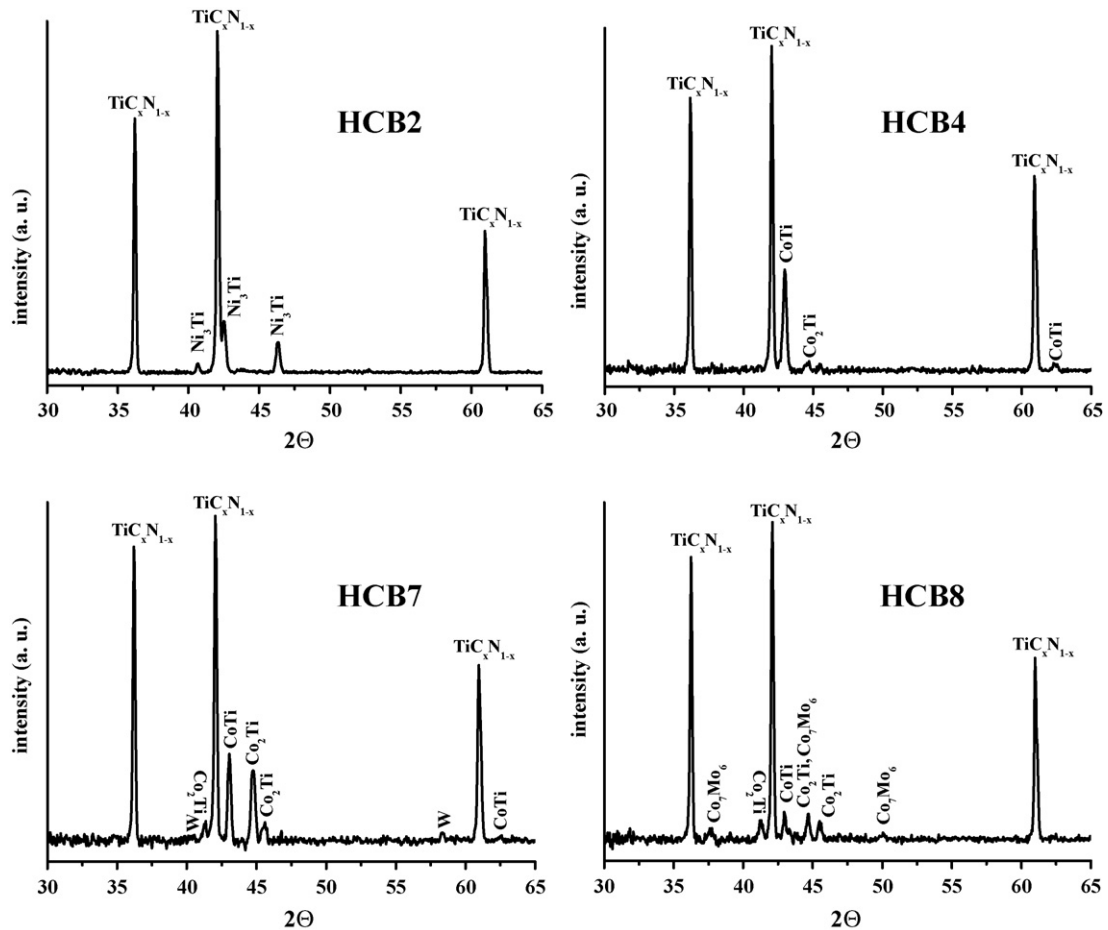 TiCₓN₁₋ₓ
TiCₓN₁₋ₓ
HCB2
TiCₓN₁₋ₓ
Ni₃Ti
Ni₃Ti
Ni₃Ti
intensity (a. u.)
30 35 40 45 50 55 60 65
2Θ
TiCₓN₁₋ₓ
TiCₓN₁₋ₓ
HCB4
TiCₓN₁₋ₓ
CoTi
Co₂Ti
CoTi
intensity (a. u.)
30 35 40 45 50 55 60 65
2Θ
TiCₓN₁₋ₓ
TiCₓN₁₋ₓ
HCB7
TiCₓN₁₋ₓ
W
Co₂Ti
CoTi
Co₂Ti
Co₂Ti
W
CoTi
intensity (a. u.)
30 35 40 45 50 55 60 65
2Θ
TiCₓN₁₋ₓ
TiCₓN₁₋ₓ
HCB8
TiCₓN₁₋ₓ
Co₇Mo₆
Co₂Ti
CoTi
Co₂Ti, Co₇Mo₆
Co₂Ti
Co₇Mo₆
intensity (a. u.)
30 35 40 45 50 55 60 65
2Θ